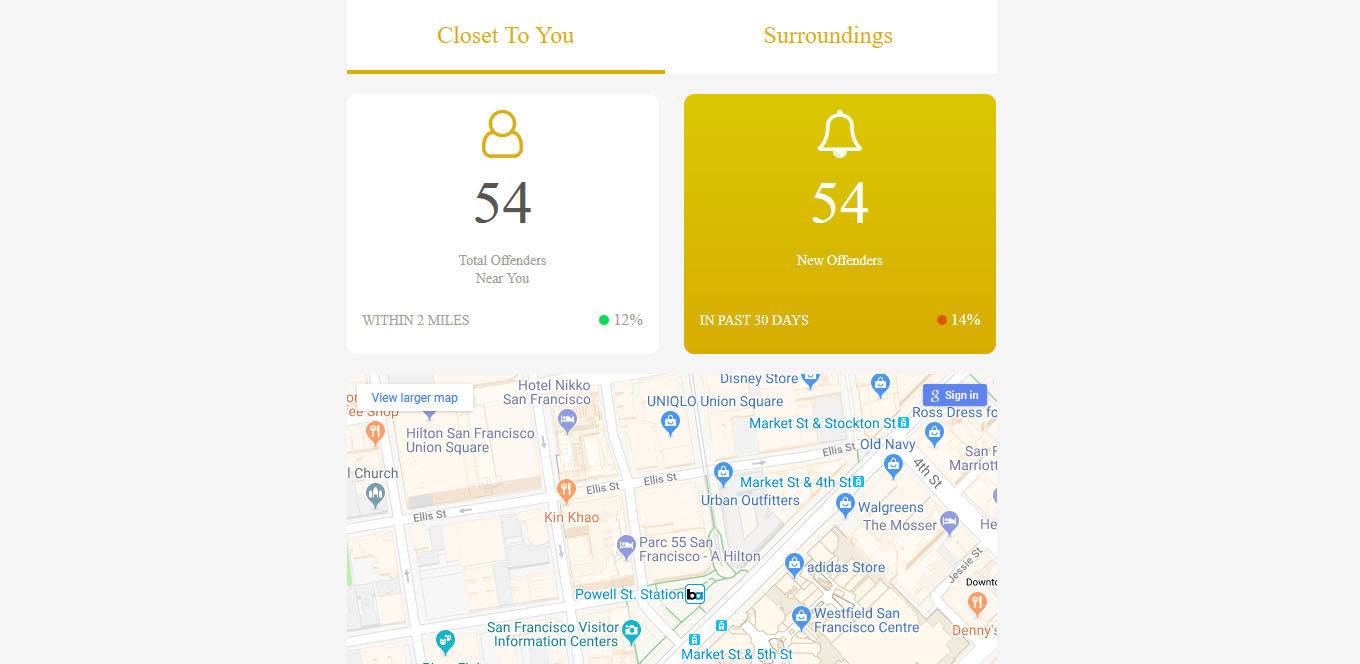 Closet To You
Surroundings
54
Total Offenders
Near You
WITHIN 2 MILES
12%
54
New Offenders
IN PAST 30 DAYS
14%
View larger map
Sign in
Hotel Nikko
San Francisco
Disney Store
UNIQLO Union Square
Ross Dress fo
fee Shop
Hilton San Francisco
Union Square
Market St & Stockton St
Old Navy
Ellis St
4th St
San F
Marriott
l Church
Ellis St
Ellis St
Market St & 4th St
Urban Outfitters
Ellis St
Kin Khao
Walgreens
The Mosser
He
Parc 55 San
Francisco - A Hilton
adidas Store
Jessie St
Downto
Powell St. Station
ba
Westfield San
Francisco Centre
San Francisco Visitor
Information Centers
Denny's
Market St & 5th St